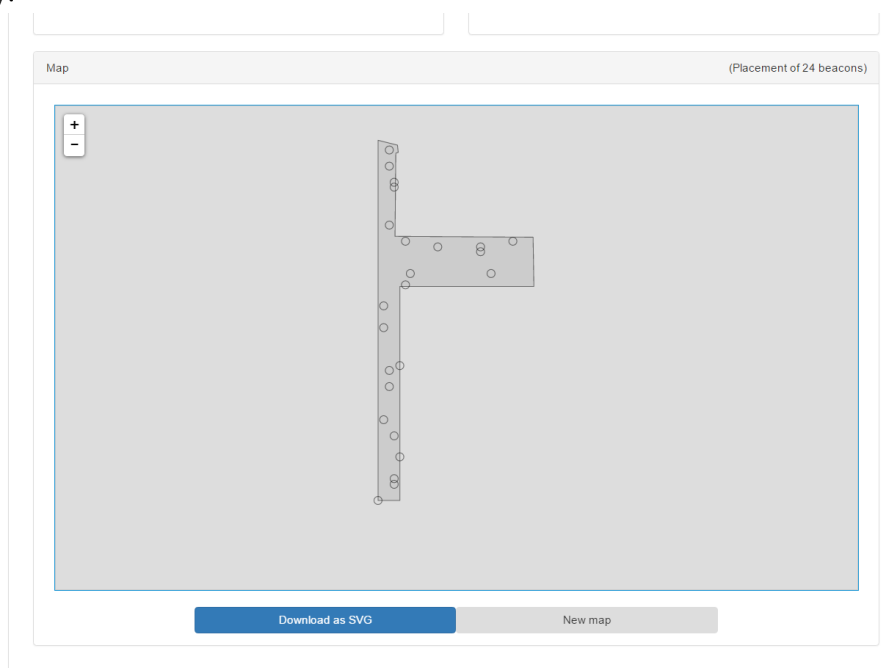 Map
(Placement of 24 beacons)
+
−
Download as SVG
New map